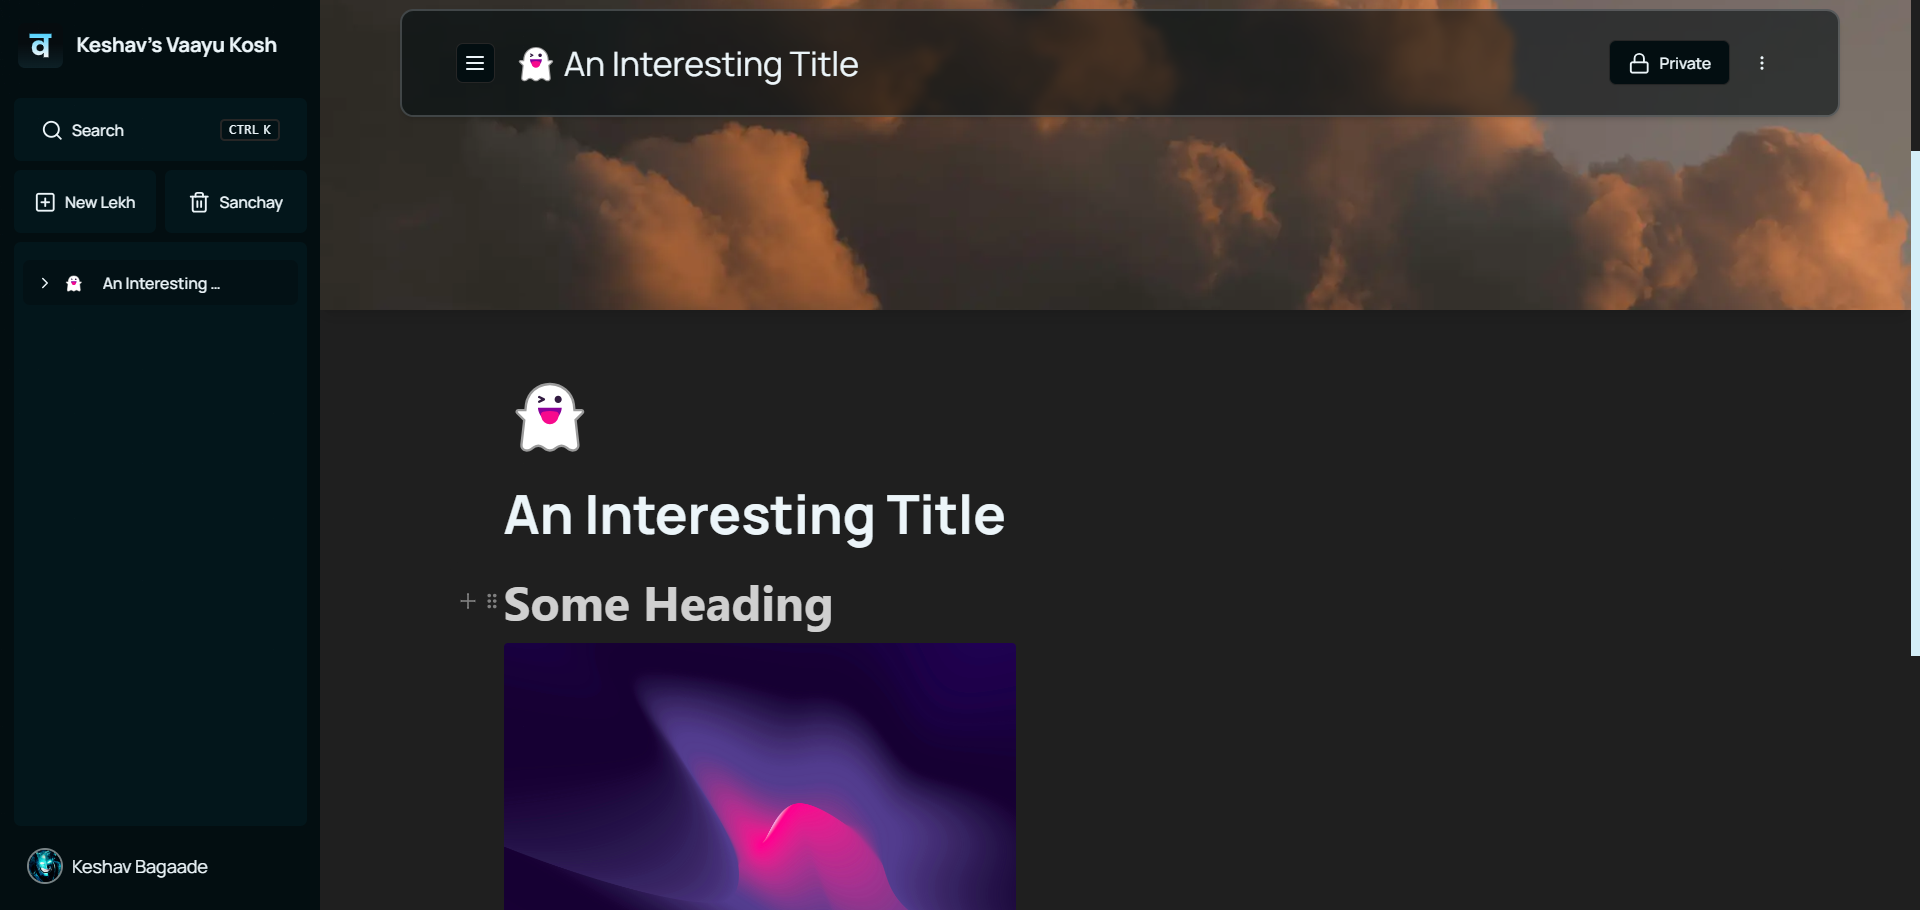 व
Keshav's Vaayu Kosh
Search
CTRL K
New Lekh
Sanchay
An Interesting ...
Keshav Bagaade
An Interesting Title
Private
An Interesting Title
Some Heading